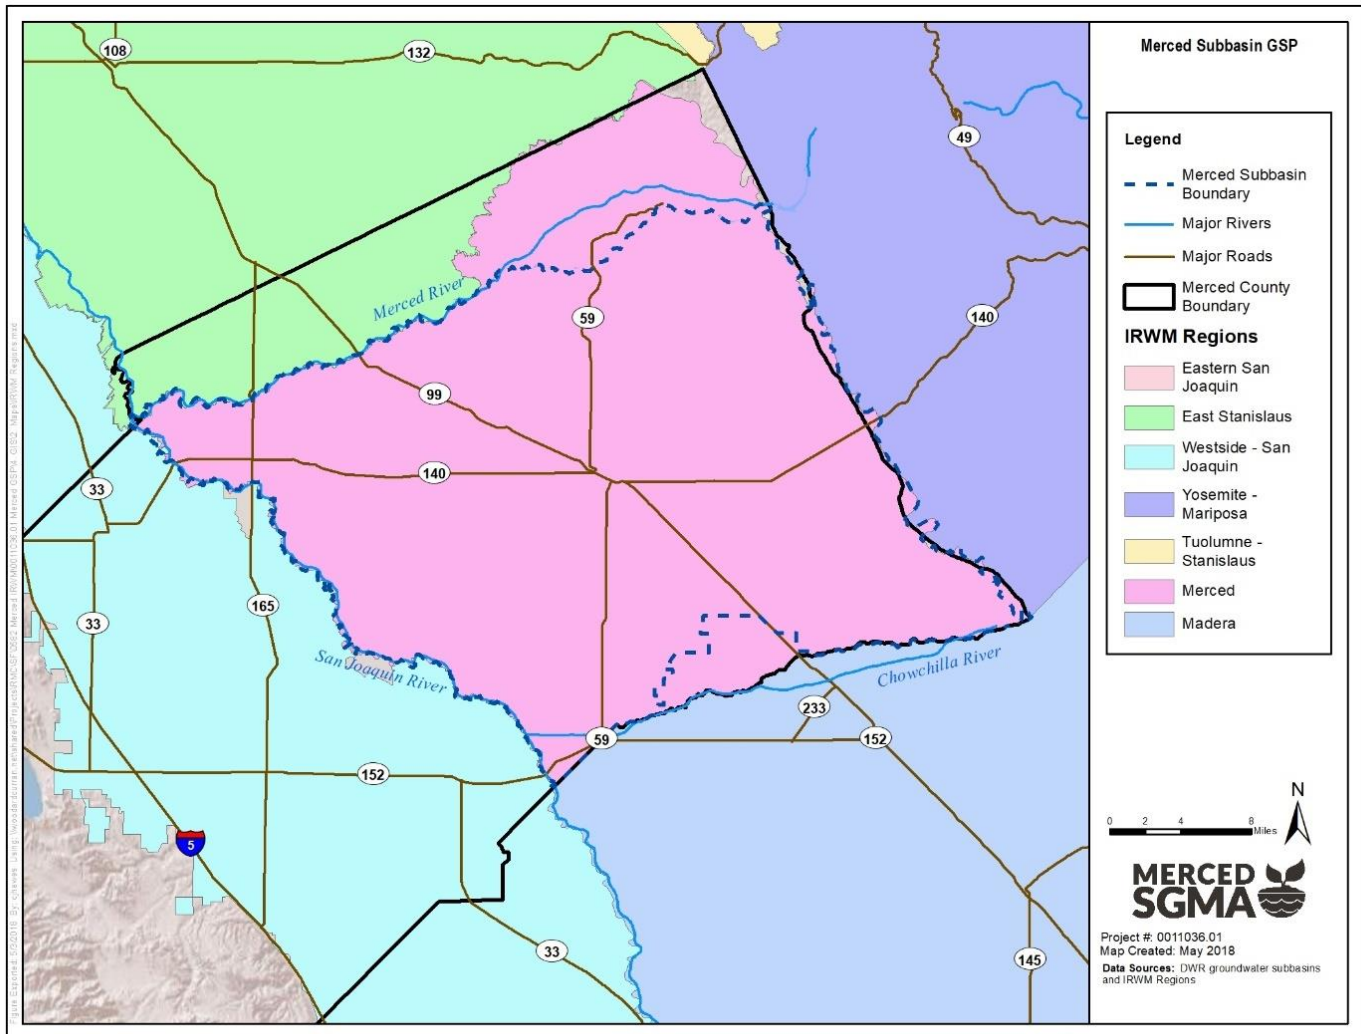 Merced Subbasin GSP
Legend
Merced Subbasin
Boundary
Major Rivers
Major Roads
Merced County
Boundary
IRWM Regions
Eastern San
Joaquin
East Stanislaus
Westside - San
Joaquin
Yosemite -
Mariposa
Tuolumne -
Stanislaus
Merced
Madera
108
132
49
Merced River
59
140
99
140
33
165
33
San Joaquin River
Chowchilla River
233
59
152
152
5
33
145
N
0 2 4 8
Miles
MERCED
SGMA
Project #: 0011036.01
Map Created: May 2018
Data Sources: DWR groundwater subbasins
and IRWM Regions